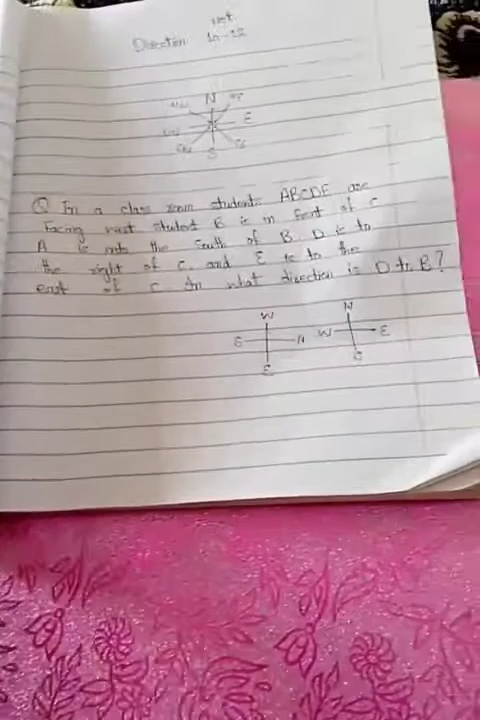 Direction
N
E
S
Q In a class room students ABCDE are
facing west student B is in front of C
A is into the South of B. D is to
the right of C. and E is to the
east of C. In what direction is D to B?
W N
S N W E
E S